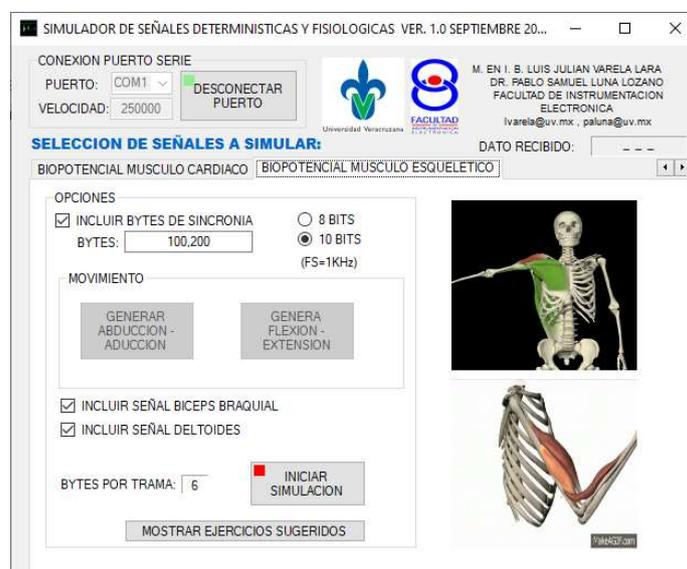 SIMULADOR DE SEÑALES DETERMINISTICAS Y FISIOLOGICAS VER. 1.0 SEPTIEMBRE 20...
CONEXION PUERTO SERIE
PUERTO: COM1
DESCONECTAR
PUERTO
VELOCIDAD: 250000
Universidad Veracruzana
FACULTAD
M. EN I. B. LUIS JULIAN VARELA LARA
DR. PABLO SAMUEL LUNA LOZANO
FACULTAD DE INSTRUMENTACION
ELECTRONICA
lvarela@uv.mx , paluna@uv.mx
SELECCION DE SEÑALES A SIMULAR:
DATO RECIBIDO: _ _ _
BIOPOTENCIAL MUSCULO CARDIACO
BIOPOTENCIAL MUSCULO ESQUELETICO
OPCIONES
INCLUIR BYTES DE SINCRONIA
BYTES: 100,200
8 BITS
10 BITS
(FS=1KHz)
MOVIMIENTO
GENERAR
ABDUCCION -
ADUCCION
GENERA
FLEXION -
EXTENSION
INCLUIR SEÑAL BICEPS BRAQUIAL
INCLUIR SEÑAL DELTOIDES
BYTES POR TRAMA: 6
INICIAR
SIMULACION
MOSTRAR EJERCICIOS SUGERIDOS
MakeAGIF.com